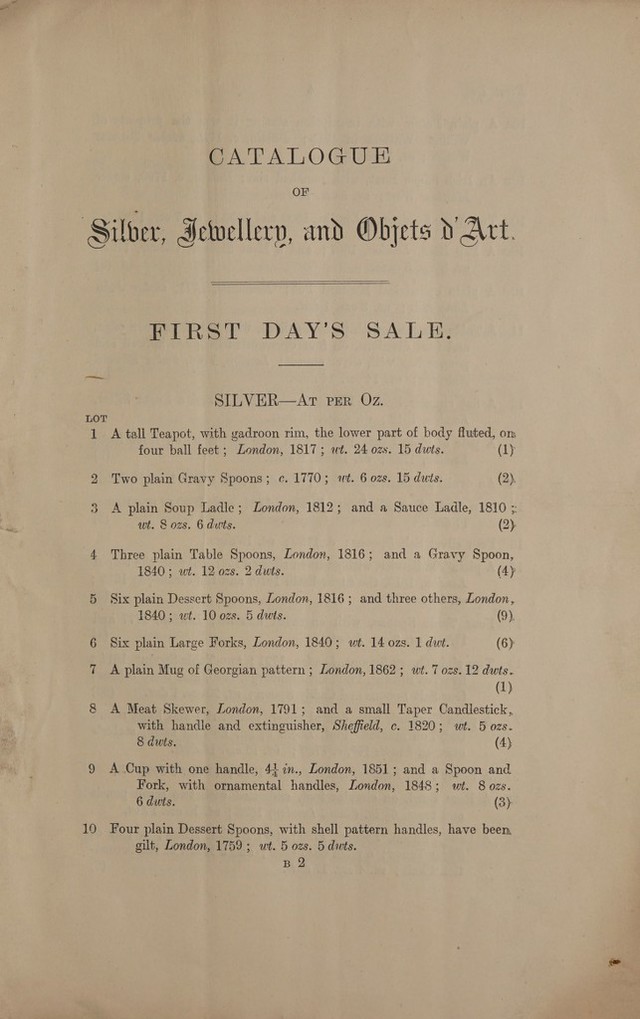 CATALOGUE
OF
Silver, Jewellery, and Objets d'Art.
FIRST DAY'S SALE.
SILVER—At per Oz.
LOT
1 A tall Teapot, with gadroon rim, the lower part of body fluted, on
four ball feet; London, 1817; wt. 24 ozs. 15 dwts. (1)
2 Two plain Gravy Spoons; c. 1770; wt. 6 ozs. 15 dwts. (2)
3 A plain Soup Ladle; London, 1812; and a Sauce Ladle, 1810;
wt. 8 ozs. 6 dwts. (2)
4 Three plain Table Spoons, London, 1816; and a Gravy Spoon,
1840; wt. 12 ozs. 2 dwts. (4)
5 Six plain Dessert Spoons, London, 1816; and three others, London,
1840; wt. 10 ozs. 5 dwts. (9)
6 Six plain Large Forks, London, 1840; wt. 14 ozs. 1 dwt. (6)
7 A plain Mug of Georgian pattern; London, 1862; wt. 7 ozs. 12 dwts.
(1)
8 A Meat Skewer, London, 1791; and a small Taper Candlestick,
with handle and extinguisher, Sheffield, c. 1820; wt. 5 ozs.
8 dwts. (4)
9 A Cup with one handle, 4¼ in., London, 1851; and a Spoon and
Fork, with ornamental handles, London, 1848; wt. 8 ozs.
6 dwts. (3)
10 Four plain Dessert Spoons, with shell pattern handles, have been
gilt, London, 1759; wt. 5 ozs. 5 dwts.
B 2